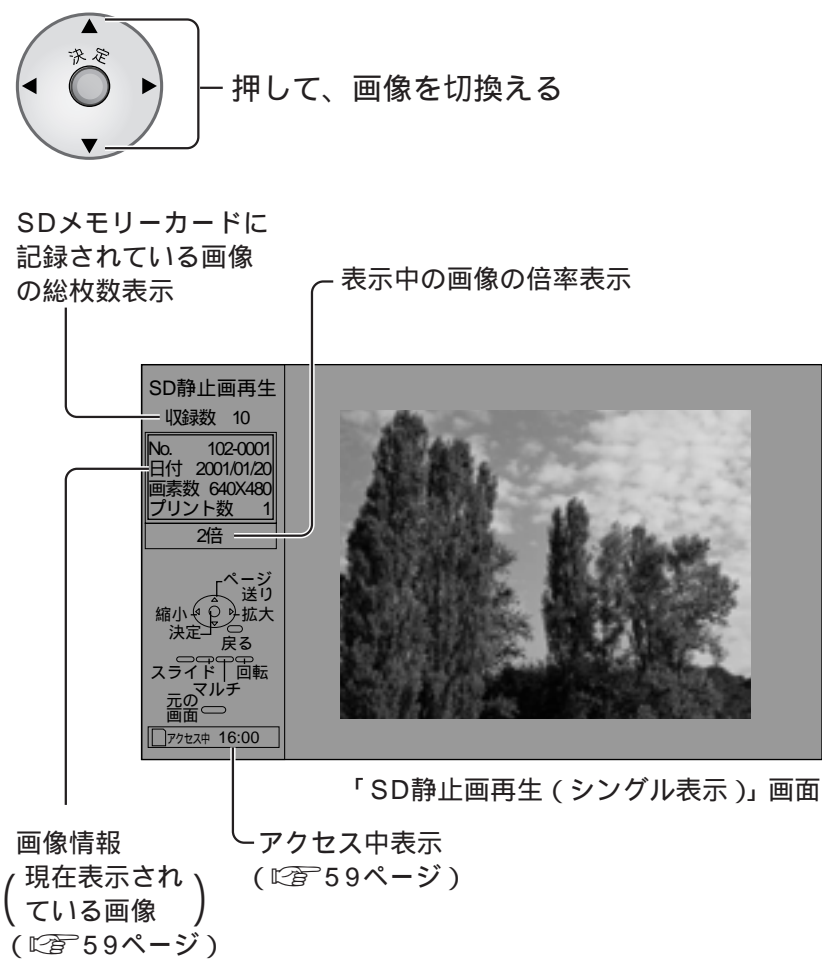 決定
押して、画像を切換える
SDメモリーカードに
記録されている画像
の総枚数表示
表示中の画像の倍率表示
SD静止画再生
収録数 10
No. 102-0001
日付 2001/01/20
画素数 640X480
プリント数 1
2倍
ページ
送り
縮小
拡大
決定
戻る
スライド
回転
マルチ
元の
画面
アクセス中 16:00
「SD静止画再生(シングル表示)」画面
画像情報
(現在表示され
ている画像)
(☞59ページ)
アクセス中表示
(☞59ページ)